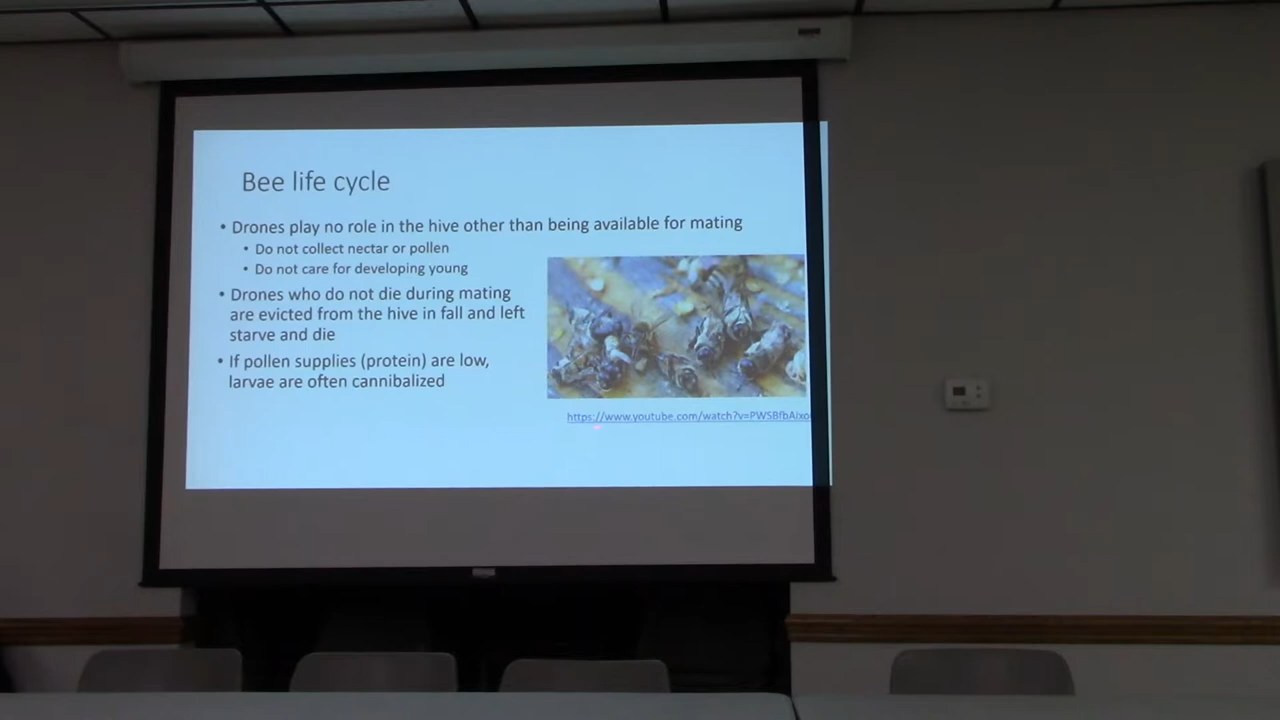 Bee life cycle
• Drones play no role in the hive other than being available for mating
• Do not collect nectar or pollen
• Do not care for developing young
• Drones who do not die during mating
are evicted from the hive in fall and left
starve and die
• If pollen supplies (protein) are low,
larvae are often cannibalized
https://www.youtube.com/watch?v=PWSBfbAixo